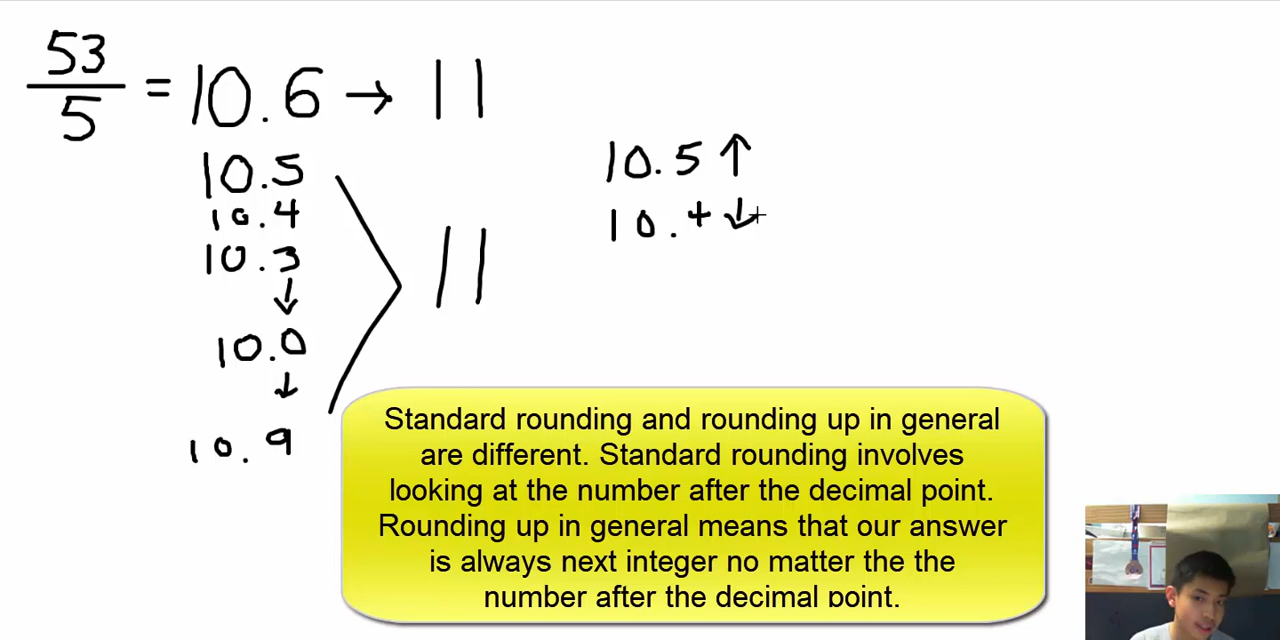 53
5
= 10.6 → 11
10.5
10.4
10.3
↓
10.0
↓
10.9
11
10.5 ↑
10.4 ↓
Standard rounding and rounding up in general
are different. Standard rounding involves
looking at the number after the decimal point.
Rounding up in general means that our answer
is always next integer no matter the the
number after the decimal point.